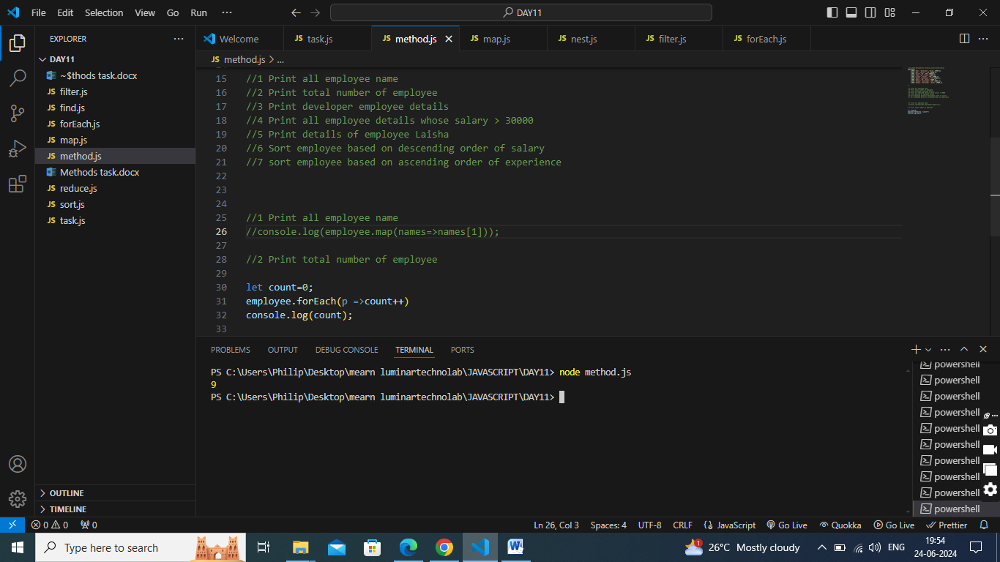 File Edit Selection View Go Run ··· DAY11
EXPLORER ···
Welcome JS task.js JS method.js JS map.js JS nest.js JS filter.js JS forEach.js
DAY11
JS method.js > ...
~$thods task.docx
JS filter.js
JS find.js
JS forEach.js
JS map.js
JS method.js
Methods task.docx
JS reduce.js
JS sort.js
JS task.js
OUTLINE
TIMELINE
15 //1 Print all employee name
16 //2 Print total number of employee
17 //3 Print developer employee details
18 //4 Print all employee details whose salary > 30000
19 //5 Print details of employee Laisha
20 //6 Sort employee based on descending order of salary
21 //7 sort employee based on ascending order of experience
22
23
24
25 //1 Print all employee name
26 //console.log(employee.map(names=>names[1]));
27
28 //2 Print total number of employee
29
30 let count=0;
31 employee.forEach(p =>count++)
32 console.log(count);
33
PROBLEMS OUTPUT DEBUG CONSOLE TERMINAL PORTS
PS C:\Users\Philip\Desktop\mearn luminartechnolab\JAVASCRIPT\DAY11> node method.js
9
PS C:\Users\Philip\Desktop\mearn luminartechnolab\JAVASCRIPT\DAY11>
powershell
powershell
powershell
powershell
powershell
powershell
powershell
powershell
powershell
powershell
0 0 0 Ln 26, Col 3 Spaces: 4 UTF-8 CRLF JavaScript Go Live Quokka Go Live Prettier
Type here to search 1 26°C Mostly cloudy ENG 19:54
24-06-2024